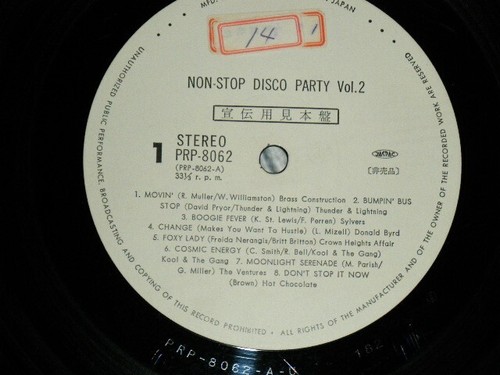 MFD.
JAPAN
14 1
NON-STOP DISCO PARTY Vol.2
宣伝用見本盤
1 STEREO
PRP-8062
(PRP-8062-A)
33⅓ r. p. m.
JASRAC
〔非売品〕
1. MOVIN' (R. Muller/W. Williamston) Brass Construction 2. BUMPIN' BUS
STOP (David Pryor/Thunder & Lightning) Thunder & Lightning
3. BOOGIE FEVER (K. St. Lewis/F. Perren) Sylvers
4. CHANGE (Makes You Want To Hustle) (L. Mizell) Donald Byrd
5. FOXY LADY (Freida Nerangis/Britt Britton) Crows Heights Affair
6. COSMIC ENERGY (C. Smith/R. Bell/Kool & The Gang)
Kool & The Gang 7. MOONLIGHT SERENADE (M. Parish/
G. Miller) The Ventures 8. DON'T STOP IT NOW
(Brown) Hot Chocolate
UNAUTHORIZED PUBLIC PERFORMANCE, BROADCASTING AND COPYING OF THIS RECORD PROHIBITED • ALL RIGHTS OF THE MANUFACTURER AND OF THE OWNER OF THE RECORDED WORK ARE RESERVED
PRP-8062-A